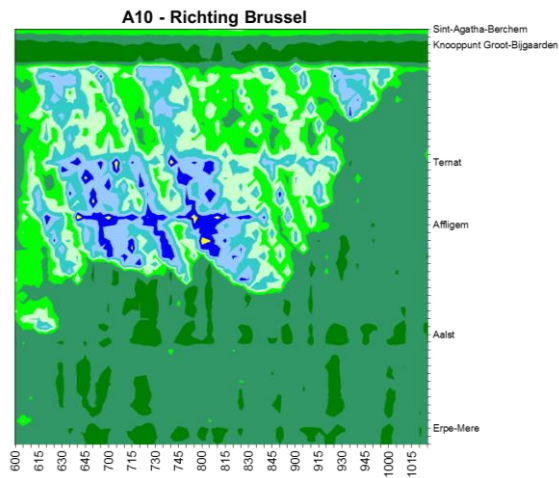 A10 - Richting Brussel
Sint-Agatha-Berchem
Knooppunt Groot-Bijgaarden
Ternat
Affligem
Aalst
Erpe-Mere
600 615 630 645 700 715 730 745 800 815 830 845 900 915 930 945 1000 1015